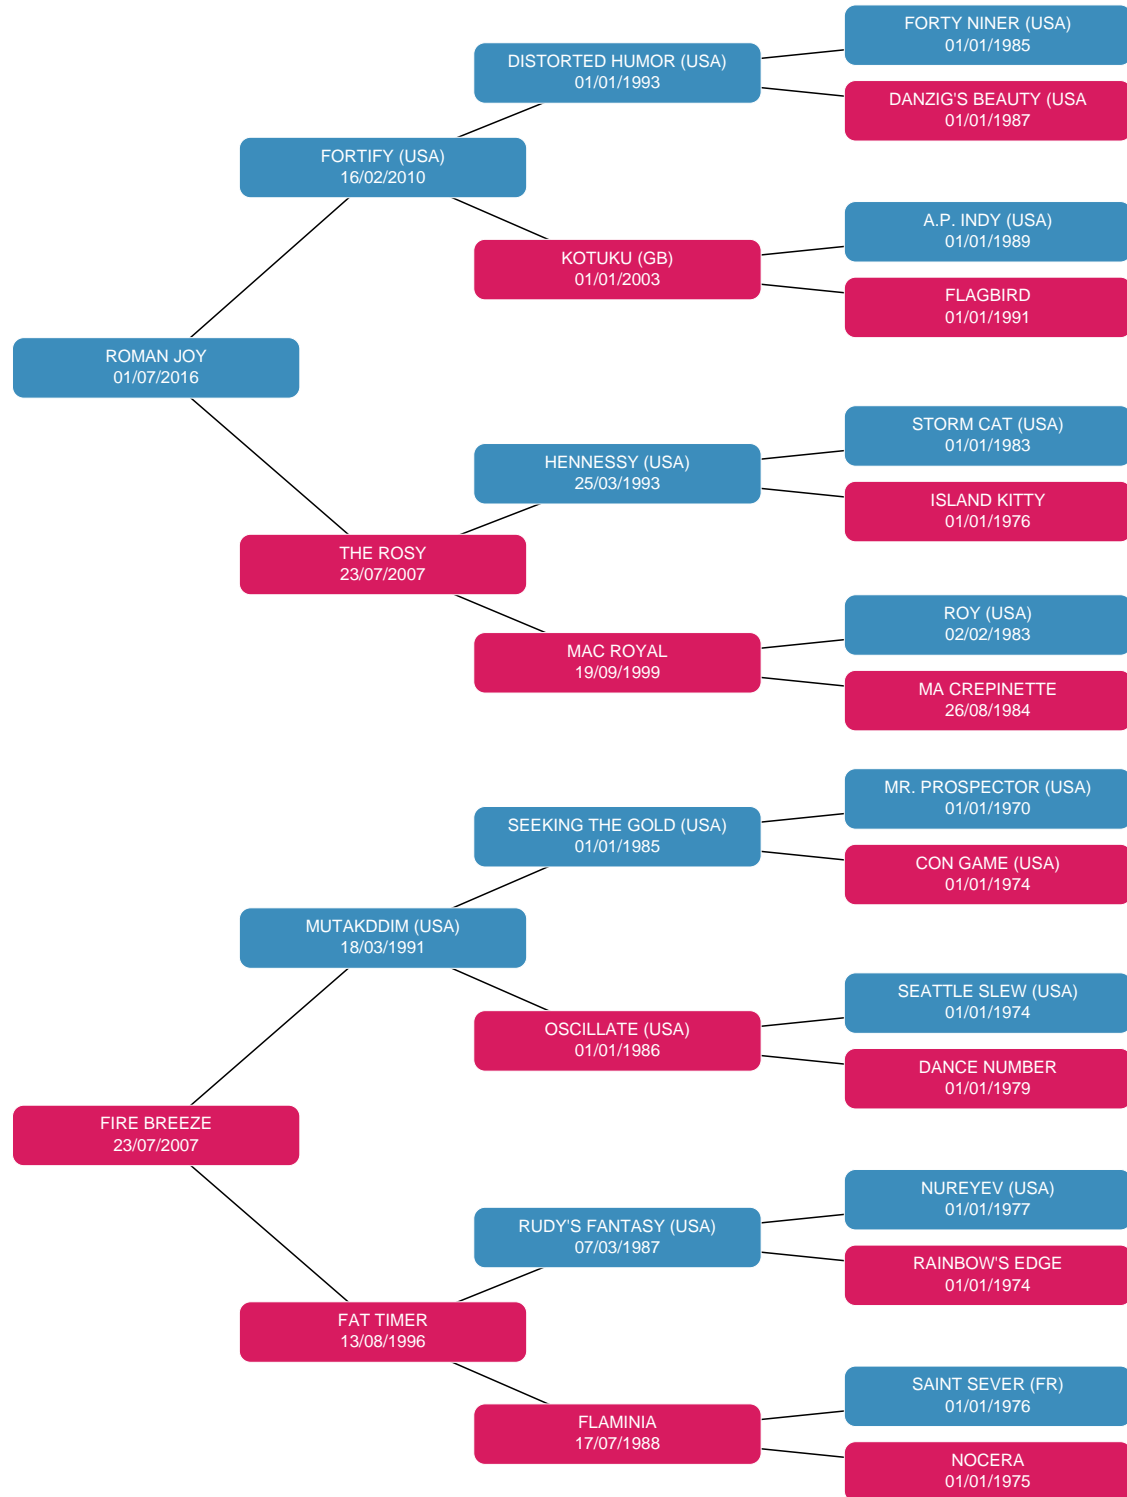 FORTY NINER (USA)
01/01/1985
DISTORTED HUMOR (USA)
01/01/1993
DANZIG'S BEAUTY (USA
01/01/1987
FORTIFY (USA)
16/02/2010
A.P. INDY (USA)
01/01/1989
KOTUKU (GB)
01/01/2003
FLAGBIRD
01/01/1991
ROMAN JOY
01/07/2016
STORM CAT (USA)
01/01/1983
HENNESSY (USA)
25/03/1993
ISLAND KITTY
01/01/1976
THE ROSY
23/07/2007
ROY (USA)
02/02/1983
MAC ROYAL
19/09/1999
MA CREPINETTE
26/08/1984
MR. PROSPECTOR (USA)
01/01/1970
SEEKING THE GOLD (USA)
01/01/1985
CON GAME (USA)
01/01/1974
MUTAKDDIM (USA)
18/03/1991
SEATTLE SLEW (USA)
01/01/1974
OSCILLATE (USA)
01/01/1986
DANCE NUMBER
01/01/1979
FIRE BREEZE
23/07/2007
NUREYEV (USA)
01/01/1977
RUDY'S FANTASY (USA)
07/03/1987
RAINBOW'S EDGE
01/01/1974
FAT TIMER
13/08/1996
SAINT SEVER (FR)
01/01/1976
FLAMINIA
17/07/1988
NOCERA
01/01/1975